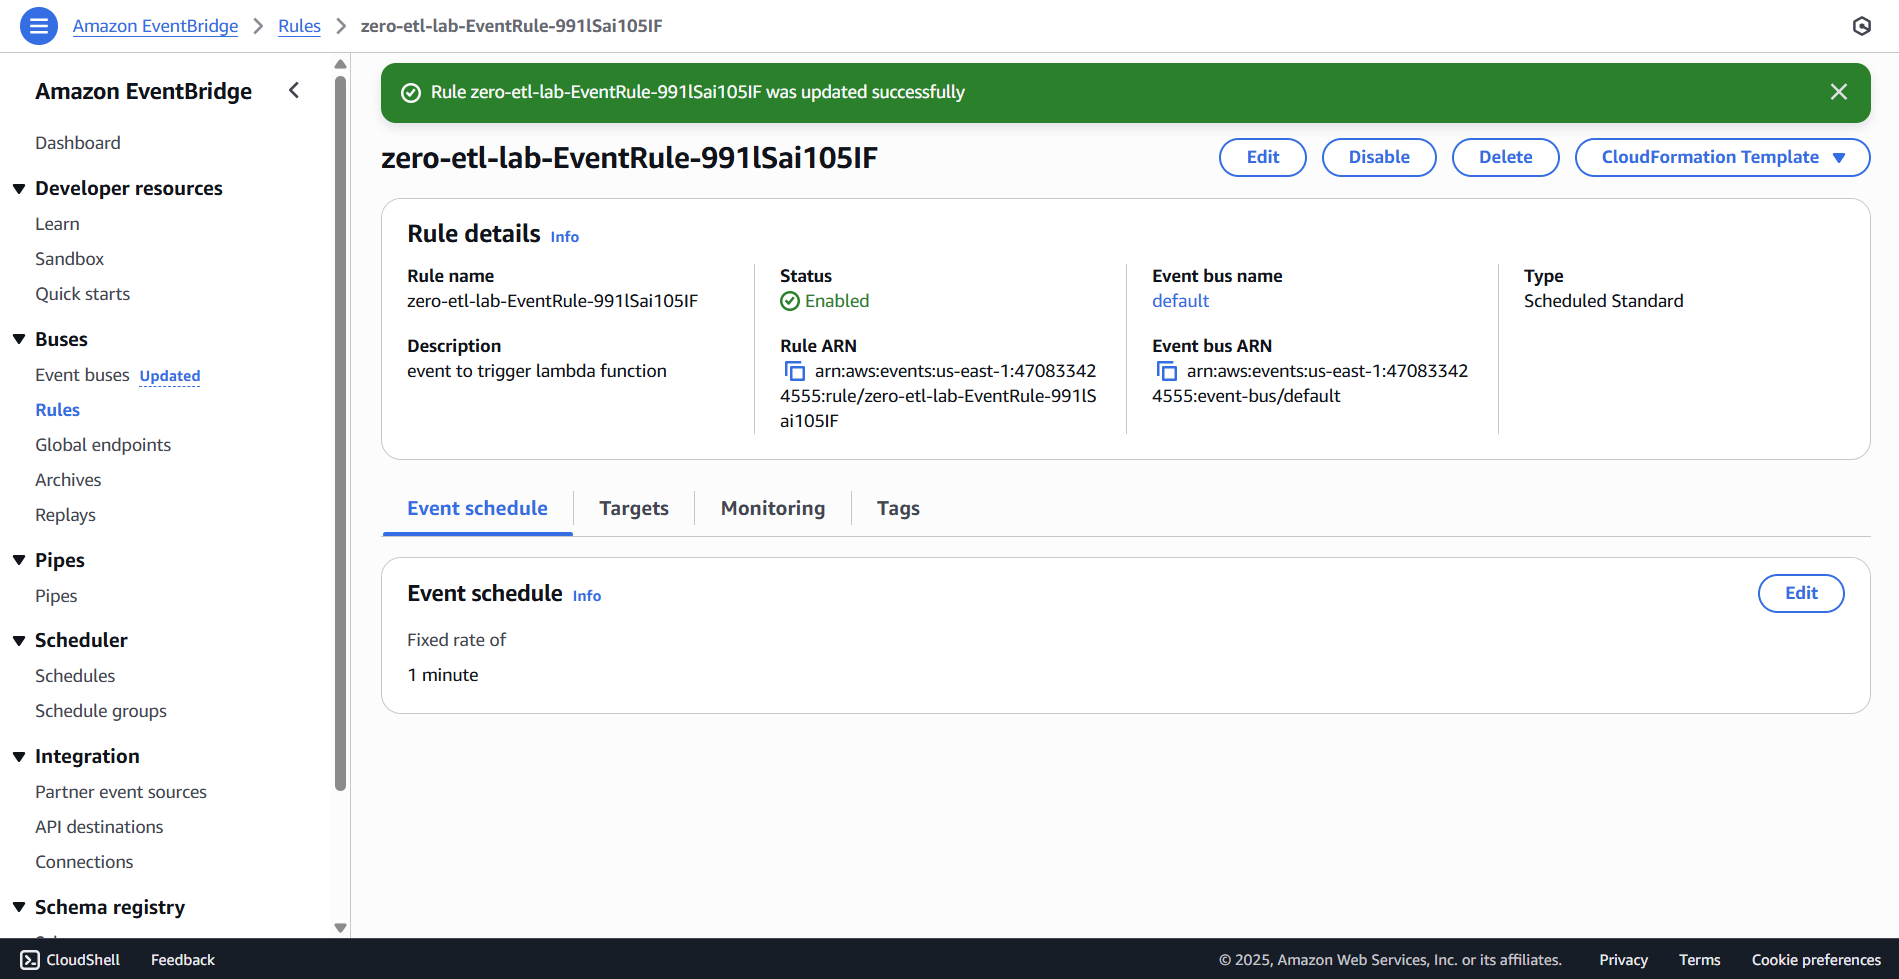 Amazon EventBridge > Rules > zero-etl-lab-EventRule-991lSai105IF
Amazon EventBridge
Dashboard
Developer resources
Learn
Sandbox
Quick starts
Buses
Event buses Updated
Rules
Global endpoints
Archives
Replays
Pipes
Pipes
Scheduler
Schedules
Schedule groups
Integration
Partner event sources
API destinations
Connections
Schema registry
Rule zero-etl-lab-EventRule-991lSai105IF was updated successfully
zero-etl-lab-EventRule-991lSai105IF
Edit
Disable
Delete
CloudFormation Template
Rule details Info
Rule name
zero-etl-lab-EventRule-991lSai105IF
Description
event to trigger lambda function
Status
Enabled
Rule ARN
arn:aws:events:us-east-1:47083342
4555:rule/zero-etl-lab-EventRule-991lS
ai105IF
Event bus name
default
Event bus ARN
arn:aws:events:us-east-1:47083342
4555:event-bus/default
Type
Scheduled Standard
Event schedule
Targets
Monitoring
Tags
Event schedule Info
Edit
Fixed rate of
1 minute
CloudShell
Feedback
© 2025, Amazon Web Services, Inc. or its affiliates.
Privacy
Terms
Cookie preferences